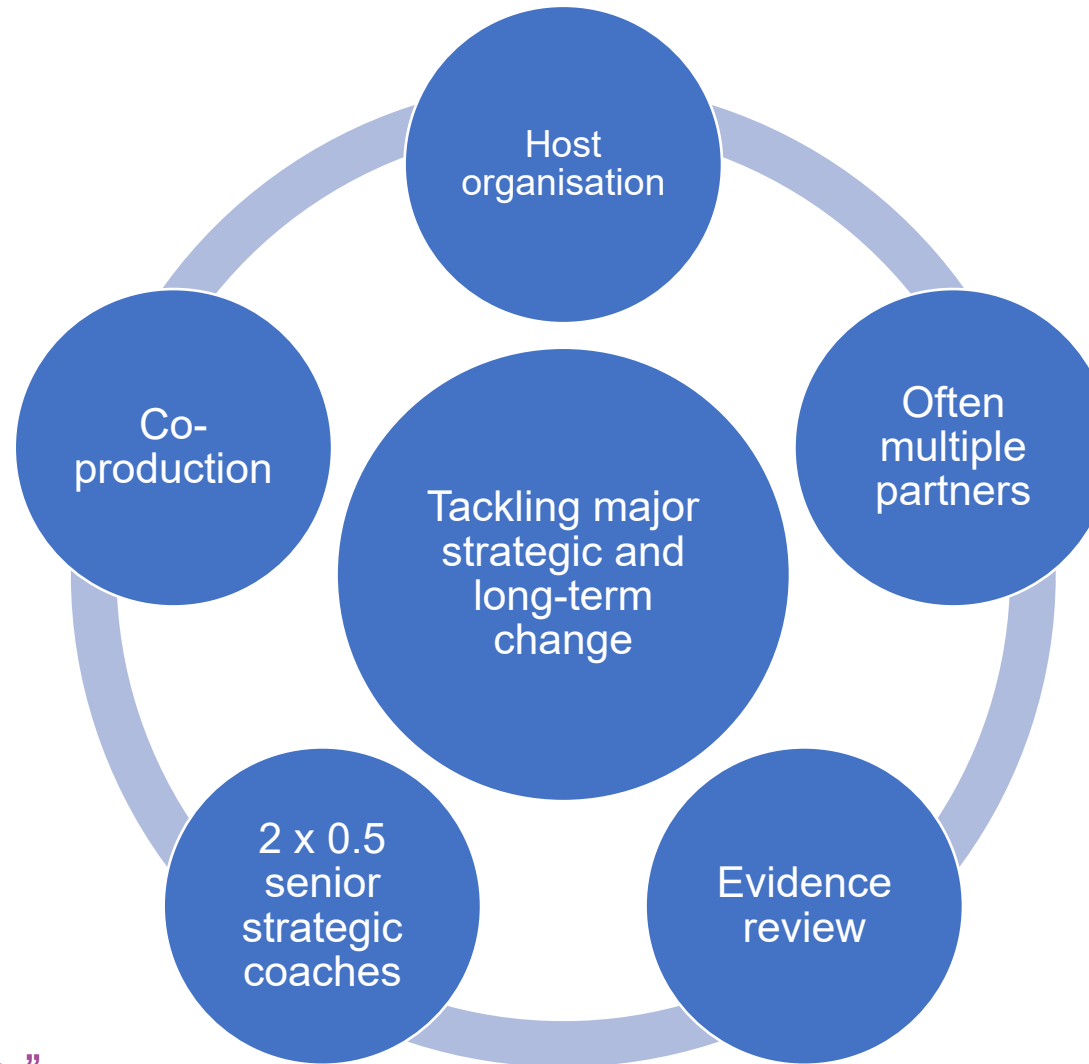 Host
organisation
Often
multiple
partners
Evidence
review
2 x 0.5
senior
strategic
coaches
Co-
production
Tackling major
strategic and
long-term
change
”